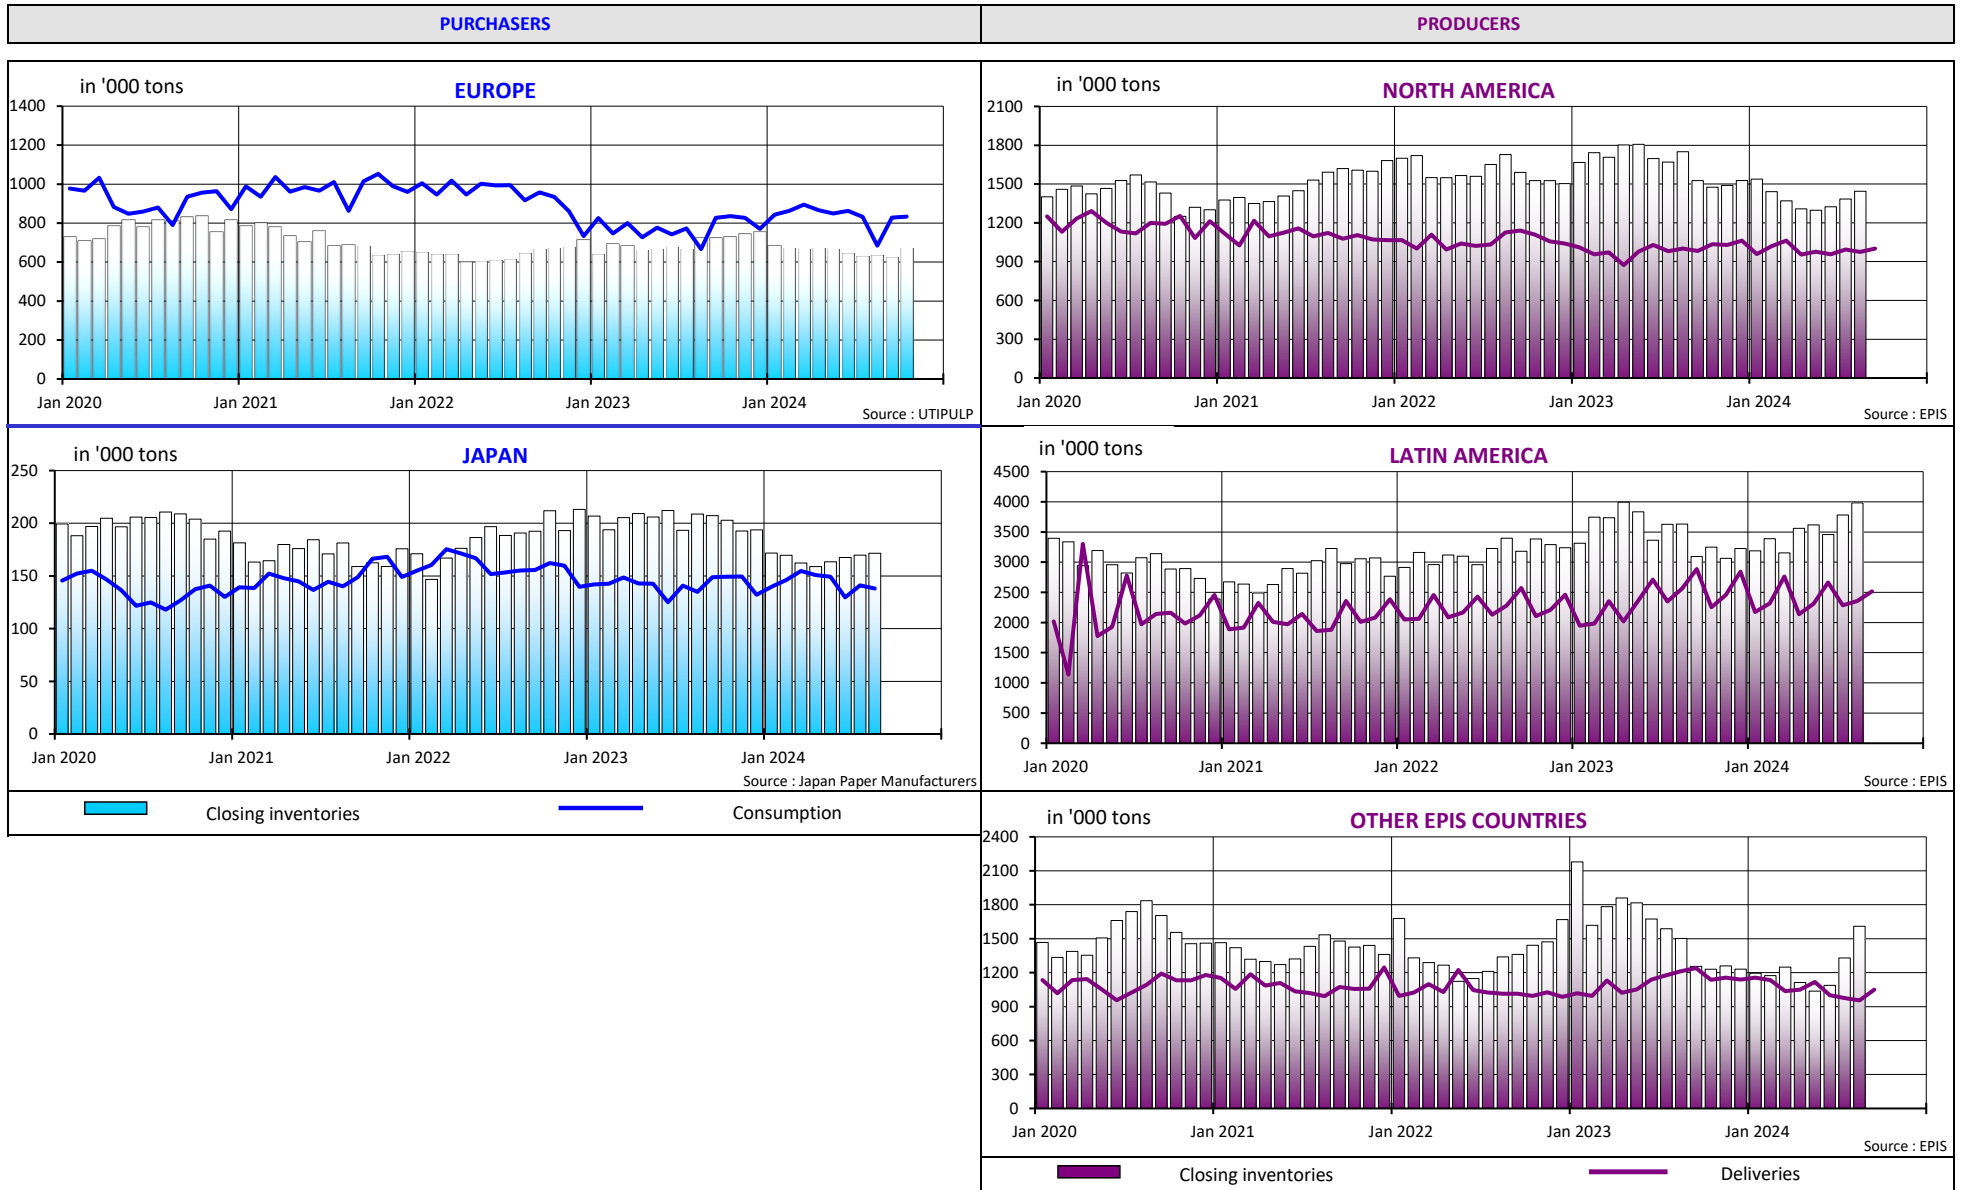 PURCHASERS
PRODUCERS
in '000 tons
EUROPE
1400
1200
1000
800
600
400
200
0
Jan 2020
Jan 2021
Jan 2022
Jan 2023
Jan 2024
Source : UTIPULP
in '000 tons
NORTH AMERICA
2100
1800
1500
1200
900
600
300
0
Jan 2020
Jan 2021
Jan 2022
Jan 2023
Jan 2024
Source : EPIS
in '000 tons
JAPAN
250
200
150
100
50
0
Jan 2020
Jan 2021
Jan 2022
Jan 2023
Jan 2024
Source : Japan Paper Manufacturers
Closing inventories
Consumption
in '000 tons
LATIN AMERICA
4500
4000
3500
3000
2500
2000
1500
1000
500
0
Jan 2020
Jan 2021
Jan 2022
Jan 2023
Jan 2024
Source : EPIS
in '000 tons
OTHER EPIS COUNTRIES
2400
2100
1800
1500
1200
900
600
300
0
Jan 2020
Jan 2021
Jan 2022
Jan 2023
Jan 2024
Source : EPIS
Closing inventories
Deliveries